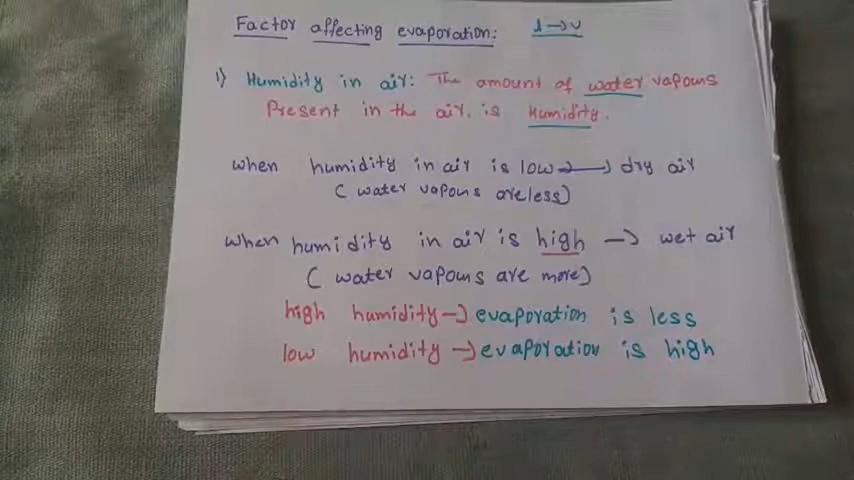 Factor affecting evaporation: l→v
1) Humidity in air: The amount of water vapours
Present in the air. is Humidity.
when humidity in air is low → dry air
( water vapours are less)
when humidity in air is high → wet air
( water vapours are more)
high humidity → evaporation is less
low humidity → evaporation is high